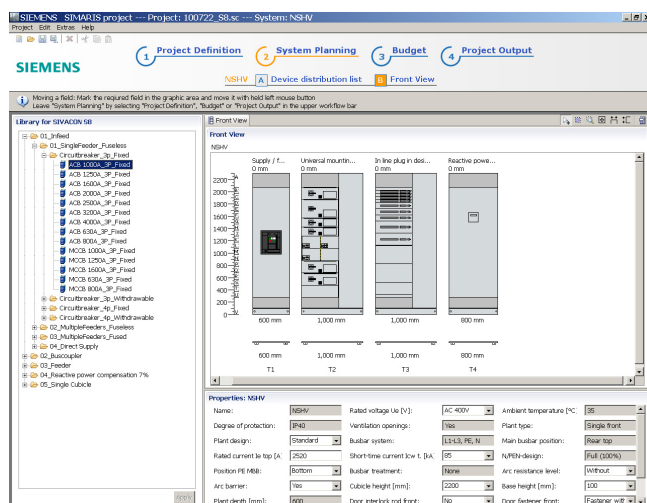 SIEMENS SIMARIS project --- Project: 100722_S8.sc --- System: NSHV
Project Edit Extras Help
SIEMENS
1 Project Definition 2 System Planning 3 Budget 4 Project Output
NSHV A Device distribution list B Front View
Moving a field: Mark the required field in the graphic area and move it with held left mouse button
Leave "System Planning" by selecting "Project Definition", "Budget" or "Project Output" in the upper workflow bar
Library for SIVACON S8
01_Infeed
01_SingleFeeder_Fuseless
Circuitbreaker_3p_Fixed
ACB 1000A_3P_Fixed
ACB 1250A_3P_Fixed
ACB 1600A_3P_Fixed
ACB 2000A_3P_Fixed
ACB 2500A_3P_Fixed
ACB 3200A_3P_Fixed
ACB 4000A_3P_Fixed
ACB 630A_3P_Fixed
ACB 800A_3P_Fixed
MCCB 1000A_3P_Fixed
MCCB 1250A_3P_Fixed
MCCB 1600A_3P_Fixed
MCCB 630A_3P_Fixed
MCCB 800A_3P_Fixed
Circuitbreaker_3p_Withdrawable
Circuitbreaker_4p_Fixed
Circuitbreaker_4p_Withdrawable
02_MultipleFeeders_Fuseless
03_MultipleFeeders_Fused
04_Direct Supply
02_Buscoupler
03_Feeder
04_Reactive power compensation 7%
05_Single Cubicle
Apply
Front View
Front View
NSHV
Supply / f... Universal mountin... In line plug in desi... Reactive powe...
0 mm 0 mm 0 mm 0 mm
2200
2000
1800
1600
1400
1200
1000
800
600
400
200
0
600 mm 1,000 mm 1,000 mm 800 mm
600 mm 1,000 mm 1,000 mm 800 mm
T1 T2 T3 T4
Properties: NSHV
Name: NSHV Rated voltage Ue [V]: AC 400V Ambient temperature [°C] 35
Degree of protection: IP40 Ventilation openings: Yes Plant type: Single front
Plant design: Standard Busbar system: L1-L3, PE, N Main busbar position: Rear top
Rated current Ie top [A] 2520 Short-time current Icw t. [kA] 85 N/PEN-design: Full (100%)
Position PE MBB: Bottom Busbar treatment: None Arc resistance level: Without
Arc barrier: Yes Cubicle height [mm]: 2200 Base height [mm]: 100
Plant depth [mm]: 600 Door interlock rod front: No Door fastener front: Fastener wit